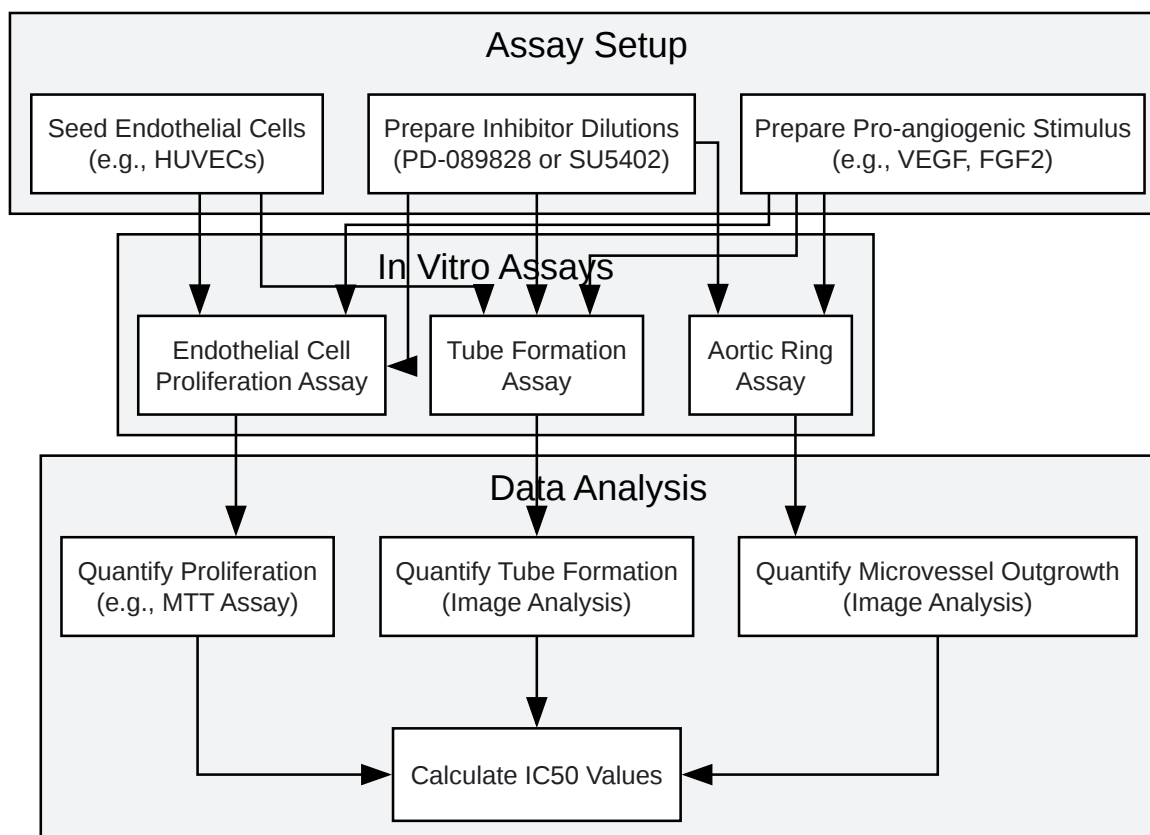 Assay Setup
Seed Endothelial Cells
(e.g., HUVECs)
Prepare Inhibitor Dilutions
(PD-089828 or SU5402)
Prepare Pro-angiogenic Stimulus
(e.g., VEGF, FGF2)
In Vitro Assays
Endothelial Cell
Proliferation Assay
Tube Formation
Assay
Aortic Ring
Assay
Data Analysis
Quantify Proliferation
(e.g., MTT Assay)
Quantify Tube Formation
(Image Analysis)
Quantify Microvessel Outgrowth
(Image Analysis)
Calculate IC50 Values